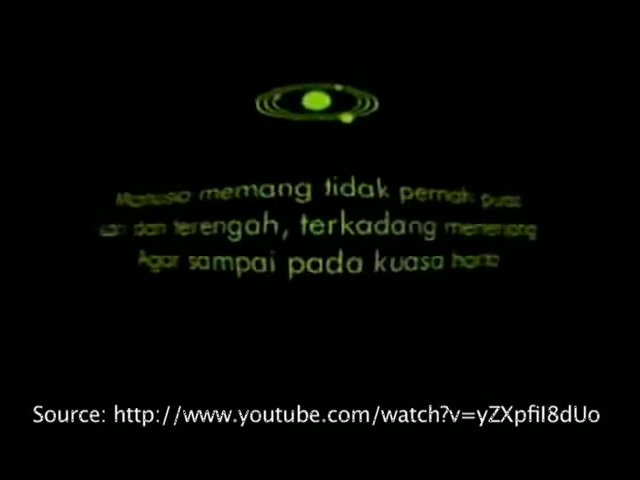 Manusia memang tidak pernah puas
dan terengah, terkadang menerjang
Agar sampai pada kuasa harta
Source: http://www.youtube.com/watch?v=yZXpfiI8dUo